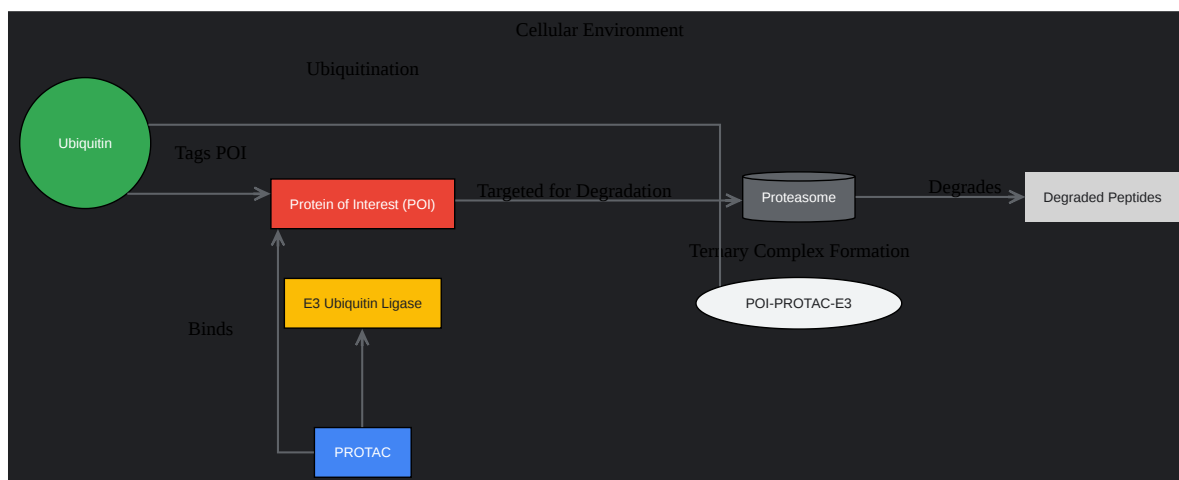 Cellular Environment
Ubiquitination
Ubiquitin
Tags POI
Protein of Interest (POI)
Targeted for Degradation
Proteasome
Degrades
Degraded Peptides
Ternary Complex Formation
E3 Ubiquitin Ligase
POI-PROTAC-E3
Binds
PROTAC